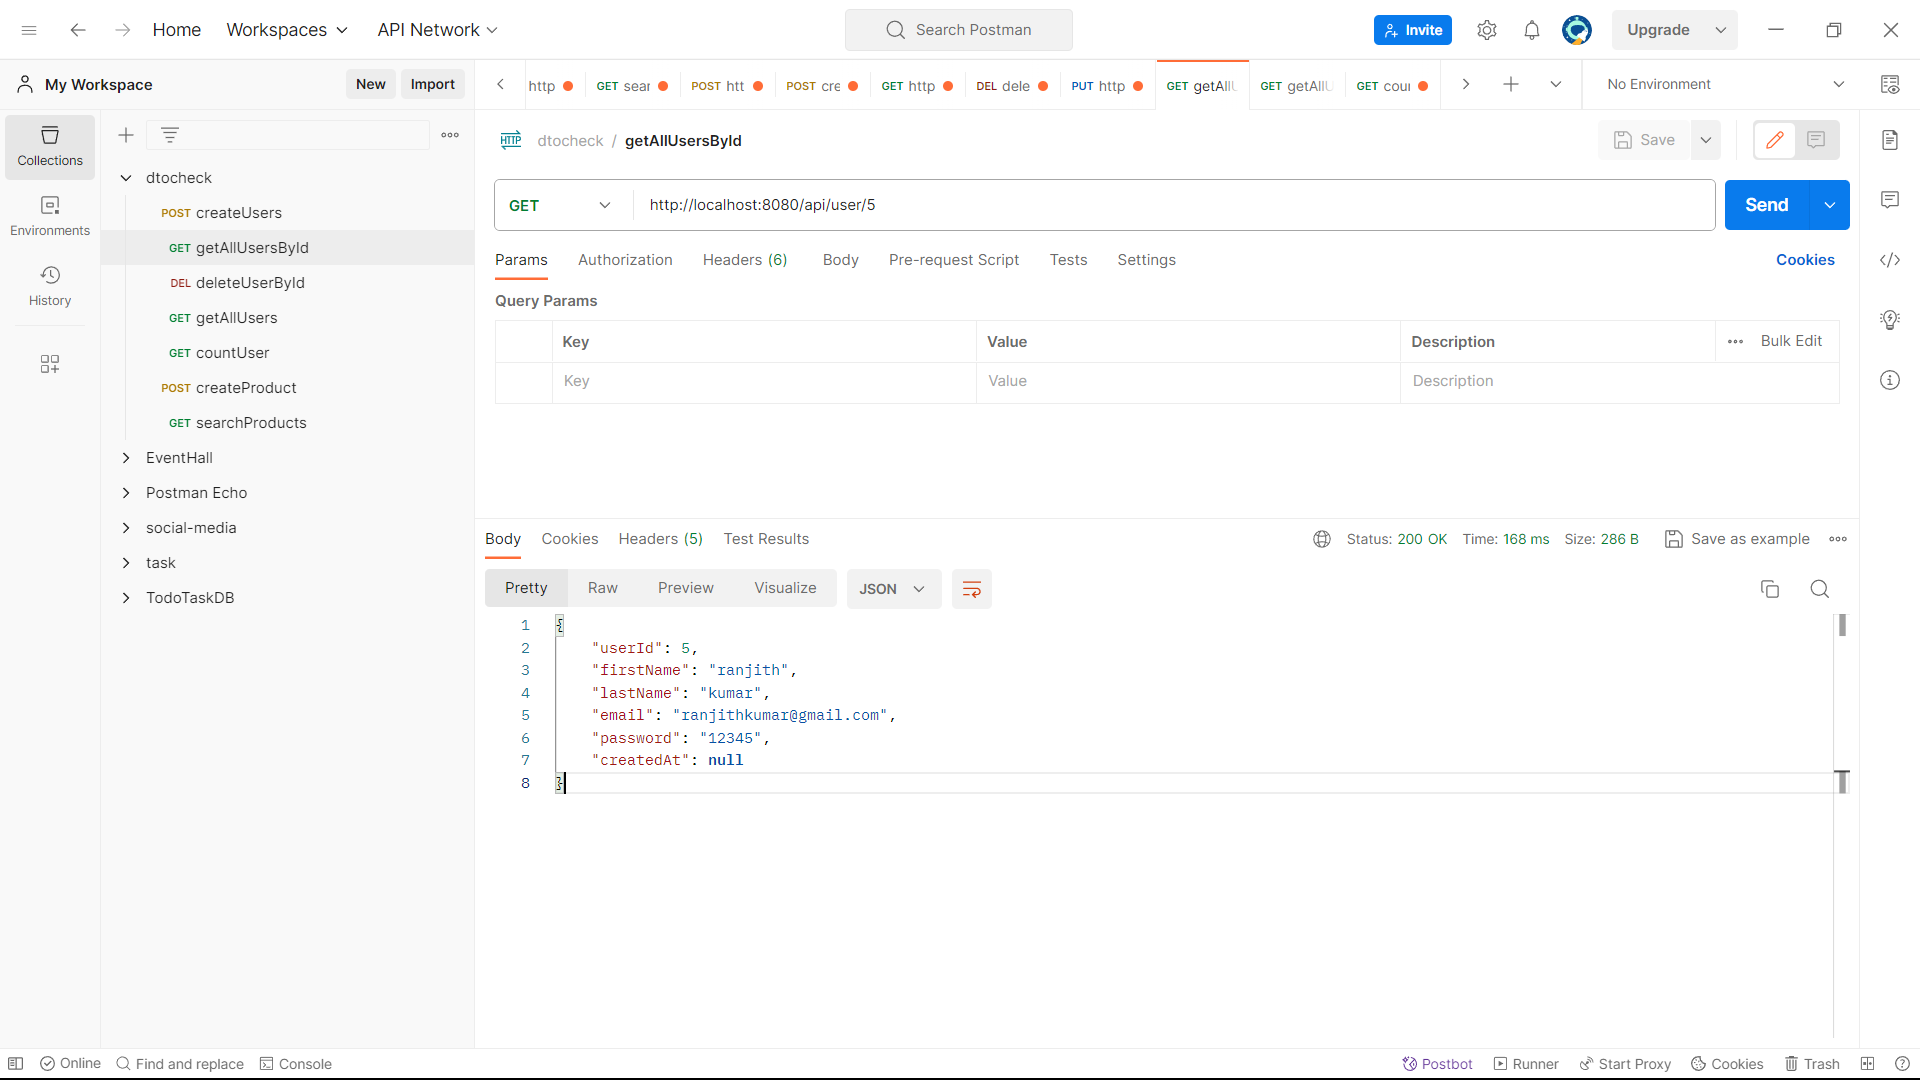 Home Workspaces API Network Search Postman Invite Upgrade
My Workspace New Import
http GET sear POST htt POST cre GET http DEL dele PUT http GET getAllU GET getAllU GET cou No Environment
Collections
Environments
History
dtocheck
POST createUsers
GET getAllUsersById
DEL deleteUserById
GET getAllUsers
GET countUser
POST createProduct
GET searchProducts
EventHall
Postman Echo
social-media
task
TodoTaskDB
HTTP dtocheck / getAllUsersById Save
GET http://localhost:8080/api/user/5 Send
Params Authorization Headers (6) Body Pre-request Script Tests Settings Cookies
Query Params
Key Value Description Bulk Edit
Key Value Description
Body Cookies Headers (5) Test Results Status: 200 OK Time: 168 ms Size: 286 B Save as example
Pretty Raw Preview Visualize JSON
1 {
2 "userId": 5,
3 "firstName": "ranjith",
4 "lastName": "kumar",
5 "email": "ranjithkumar@gmail.com",
6 "password": "12345",
7 "createdAt": null
8 }
Online Find and replace Console Postbot Runner Start Proxy Cookies Trash